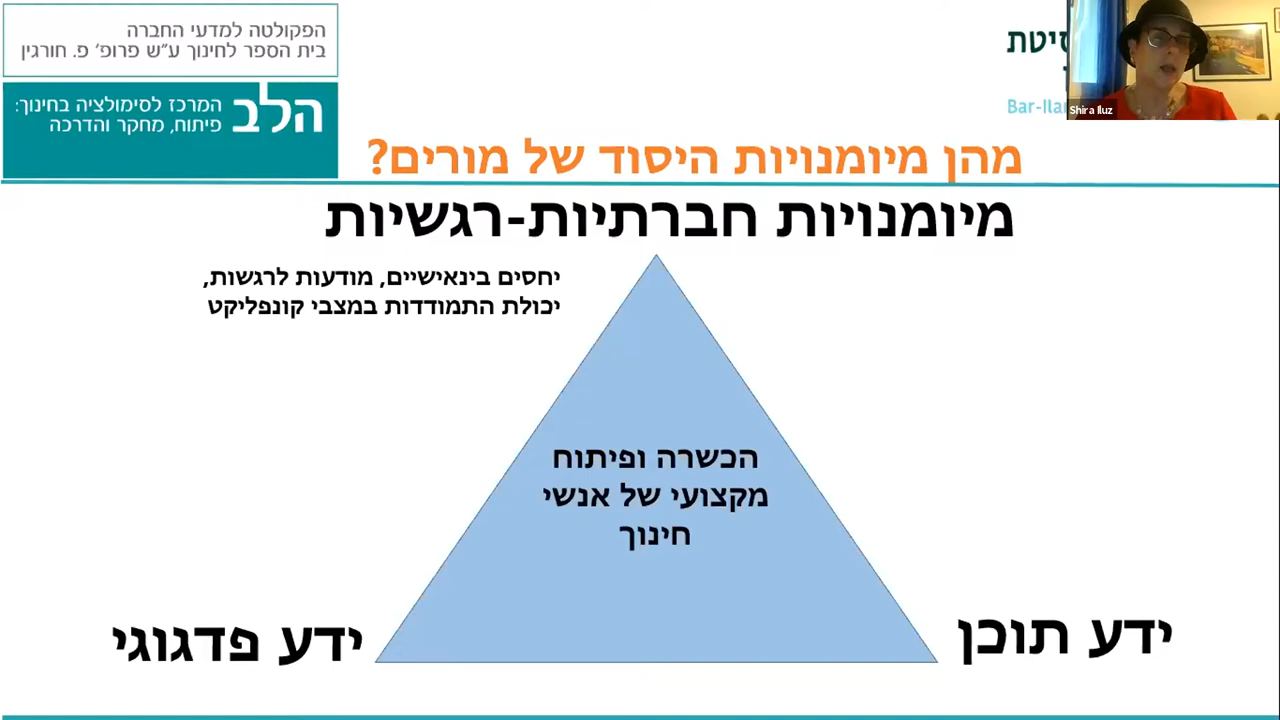 הפקולטה למדעי החברה
בית הספר לחינוך ע״ש פרופ׳ פ. חורגין
הלב
המרכז לסימולציה בחינוך:
פיתוח, מחקר והדרכה
Shira Iluz
מהן מיומנויות היסוד של מורים?
מיומנויות חברתיות-רגשיות
יחסים בינאישיים, מודעות לרגשות,
יכולת התמודדות במצבי קונפליקט
הכשרה ופיתוח
מקצועי של אנשי
חינוך
ידע תוכן
ידע פדגוגי